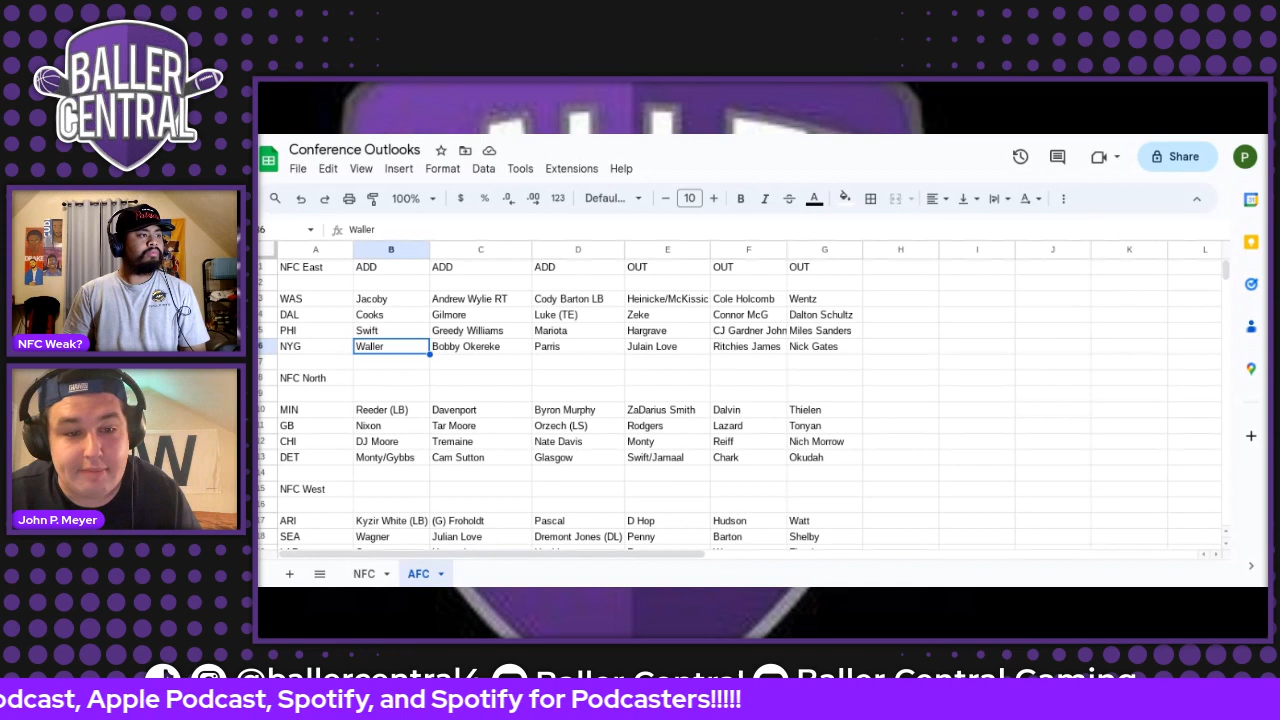 BALLER
CENTRAL
NFC Weak?
GIANTS
John P. Meyer
Conference Outlooks
File Edit View Insert Format Data Tools Extensions Help
Share
P
100% $ % .0 .00 123 Defaul... 10 B I A
Waller
A B C D E F G H I J K L
NFC East ADD ADD ADD OUT OUT OUT
WAS Jacoby Andrew Wylie RT Cody Barton LB Heinicke/McKissic Cole Holcomb Wentz
DAL Cooks Gilmore Luke (TE) Zeke Connor McG Dalton Schultz
PHI Swift Greedy Williams Mariota Hargrave CJ Gardner John Miles Sanders
NYG Waller Bobby Okereke Parris Julain Love Ritchies James Nick Gates
NFC North
MIN Reeder (LB) Davenport Byron Murphy ZaDarius Smith Dalvin Thielen
GB Nixon Tar Moore Orzech (LS) Rodgers Lazard Tonyan
CHI DJ Moore Tremaine Nate Davis Monty Reiff Nich Morrow
DET Monty/Gybbs Cam Sutton Glasgow Swift/Jamaal Chark Okudah
NFC West
ARI Kyzir White (LB) (G) Froholdt Pascal D Hop Hudson Watt
SEA Wagner Julian Love Dremont Jones (DL) Penny Barton Shelby
NFC AFC
@ballercentral6 Baller Central Baller Central Gaming
odcast, Apple Podcast, Spotify, and Spotify for Podcasters!!!!!